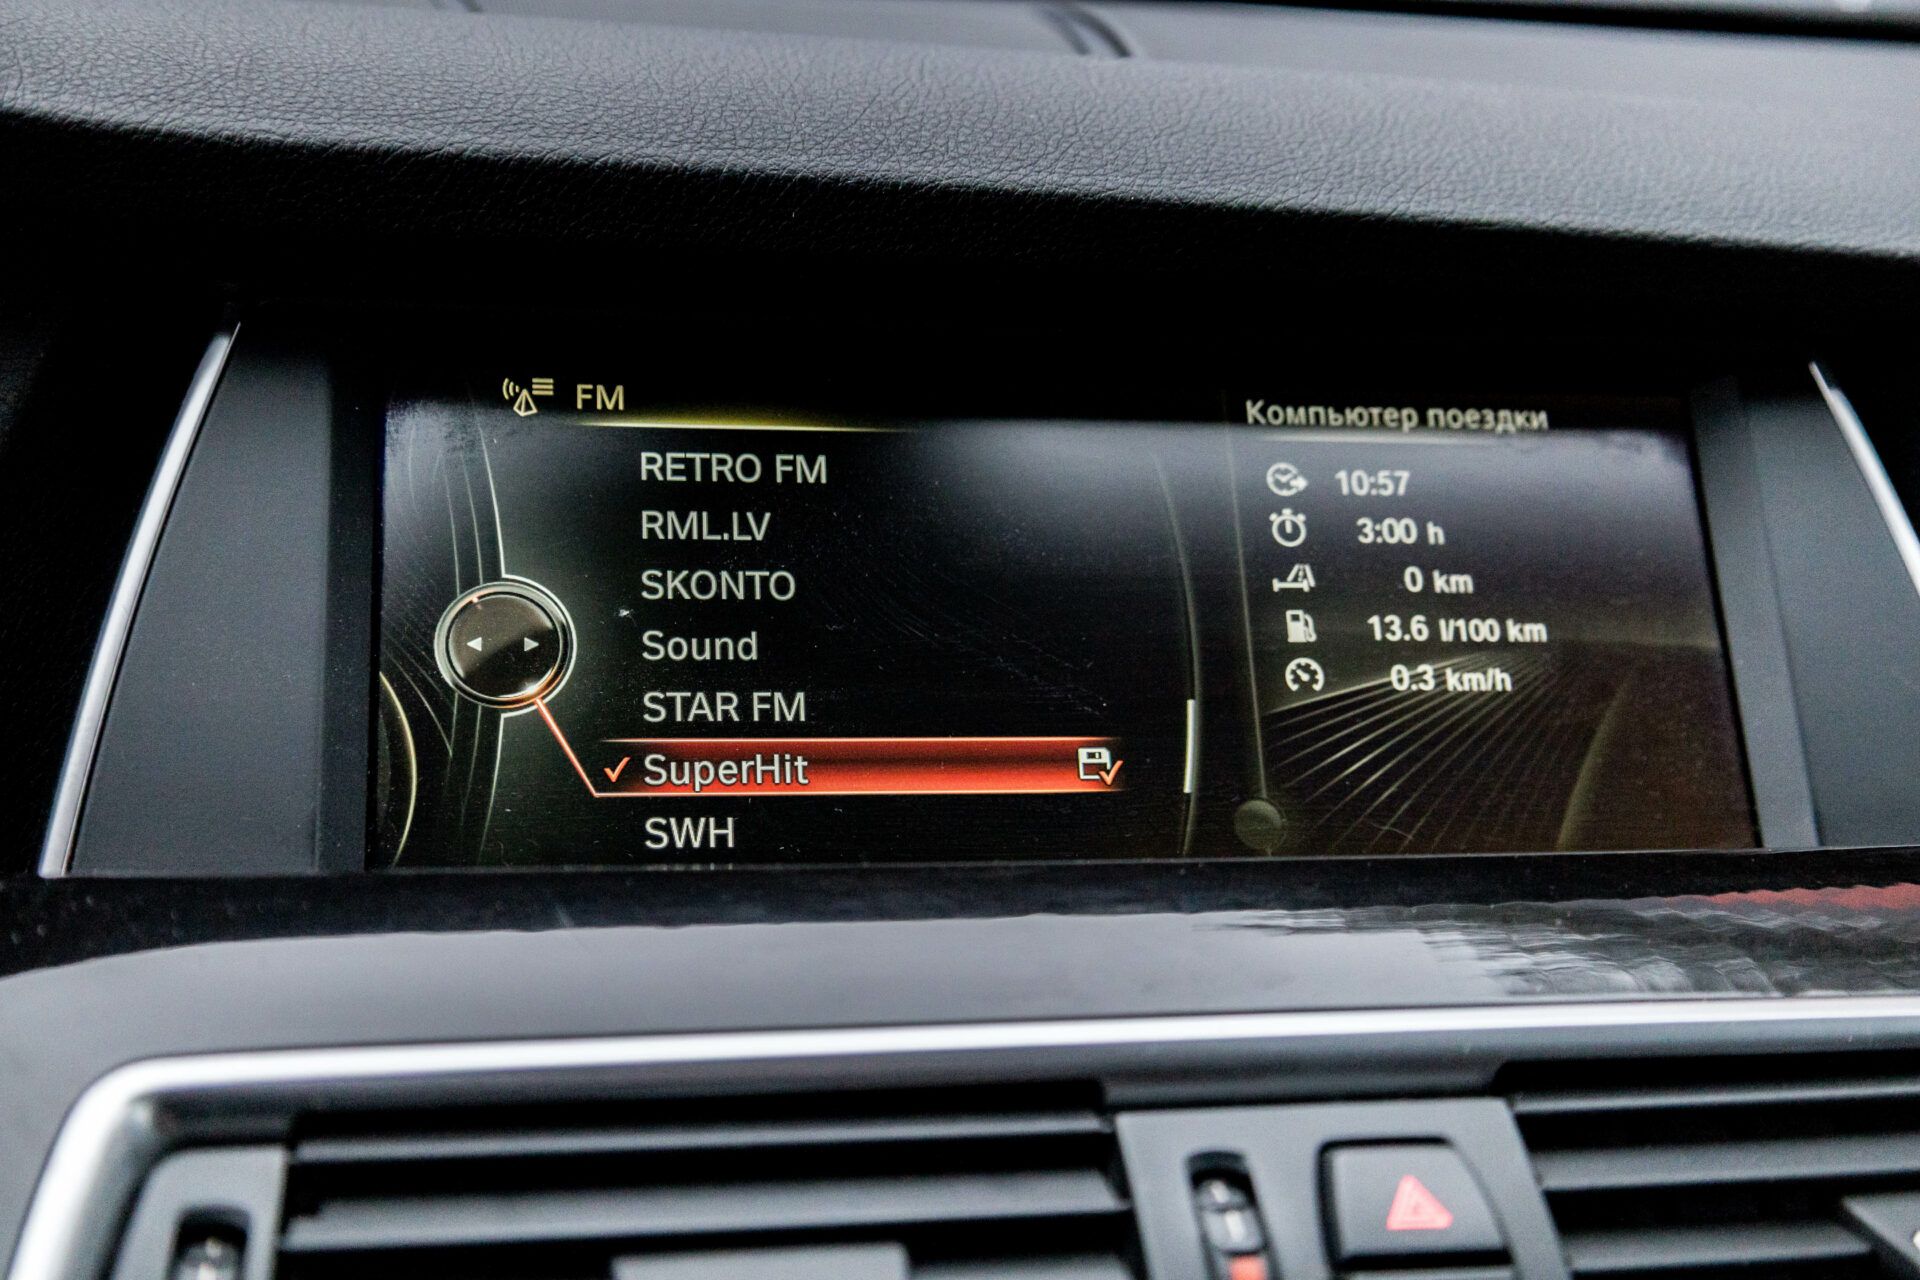 FM
RETRO FM
RML.LV
SKONTO
Sound
STAR FM
SuperHit
SWH
Компьютер поездки
10:57
3:00 h
0 km
13.6 l/100 km
0.3 km/h